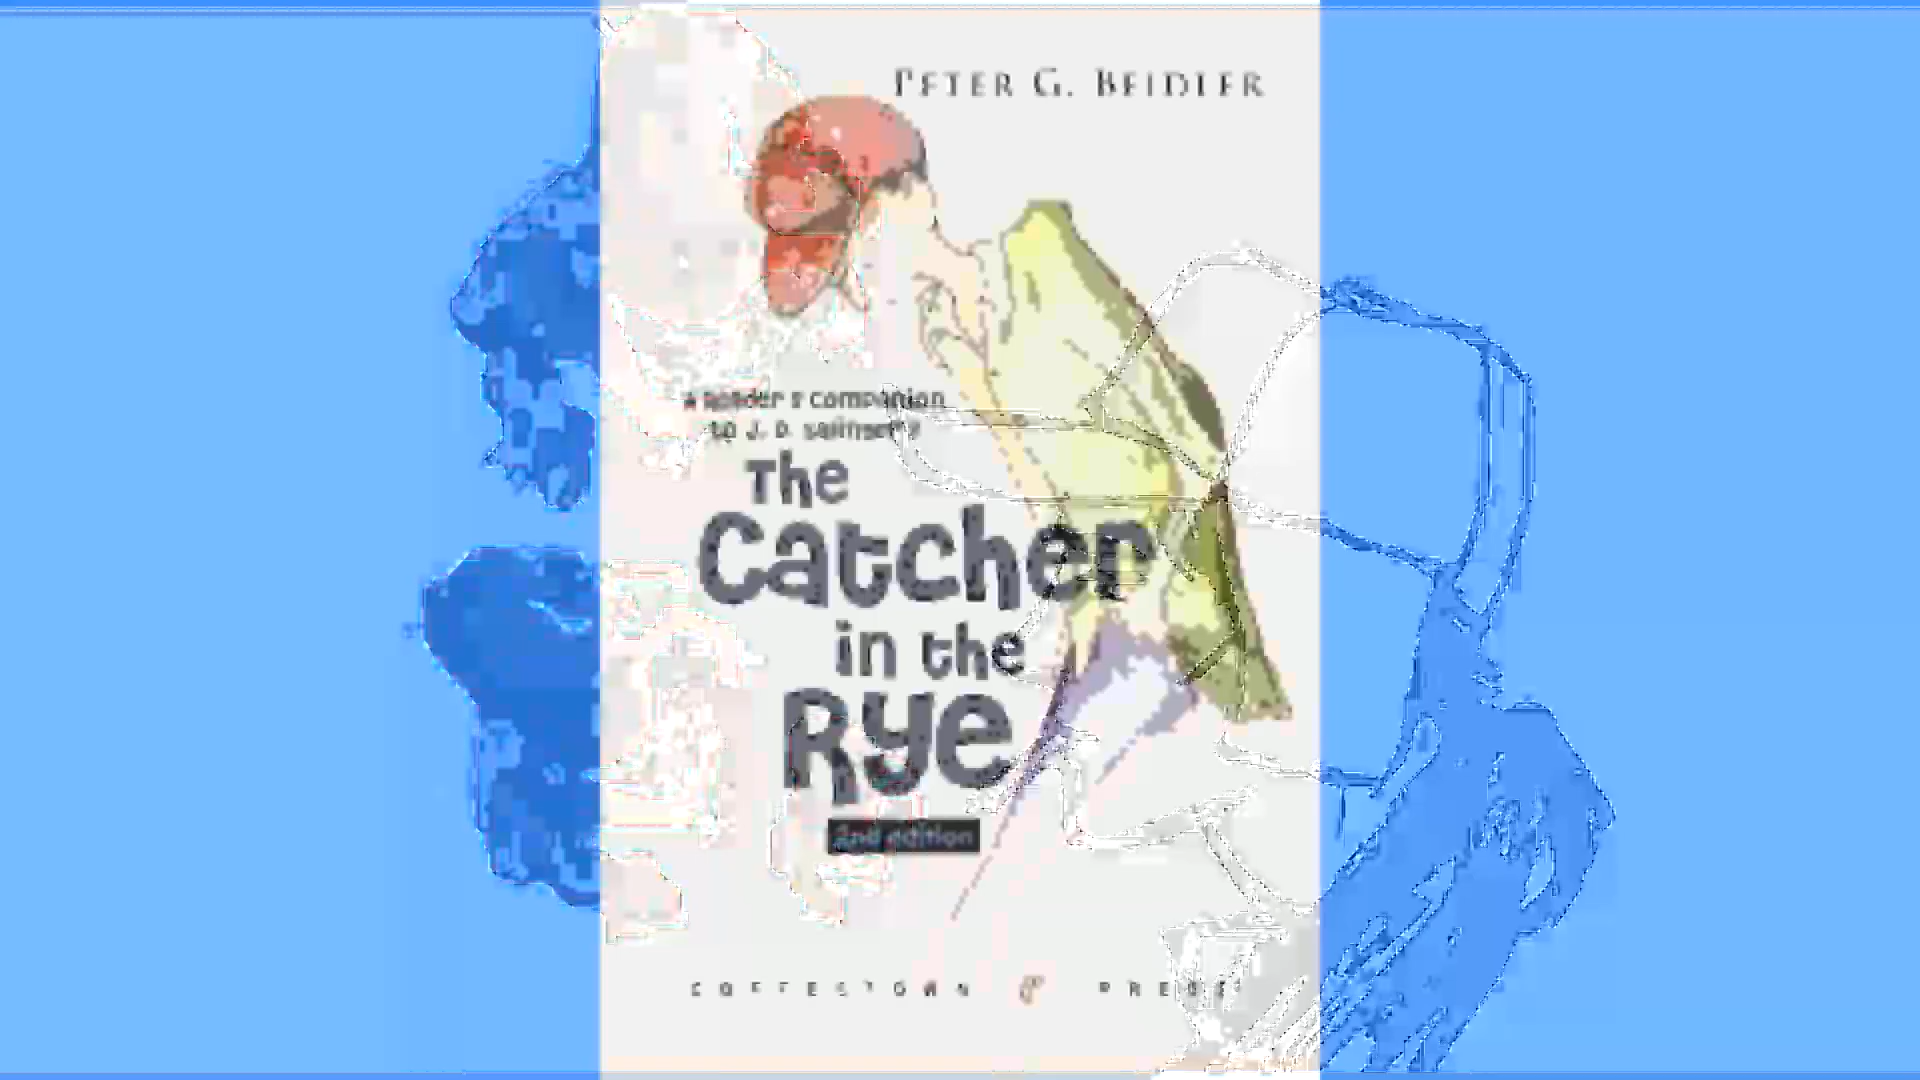 PETER G. BEIDLER
a reader's companion
to J. D. Salinger's
The
Catcher
in the
Rye
2nd edition
COFFEETOWN PRESS